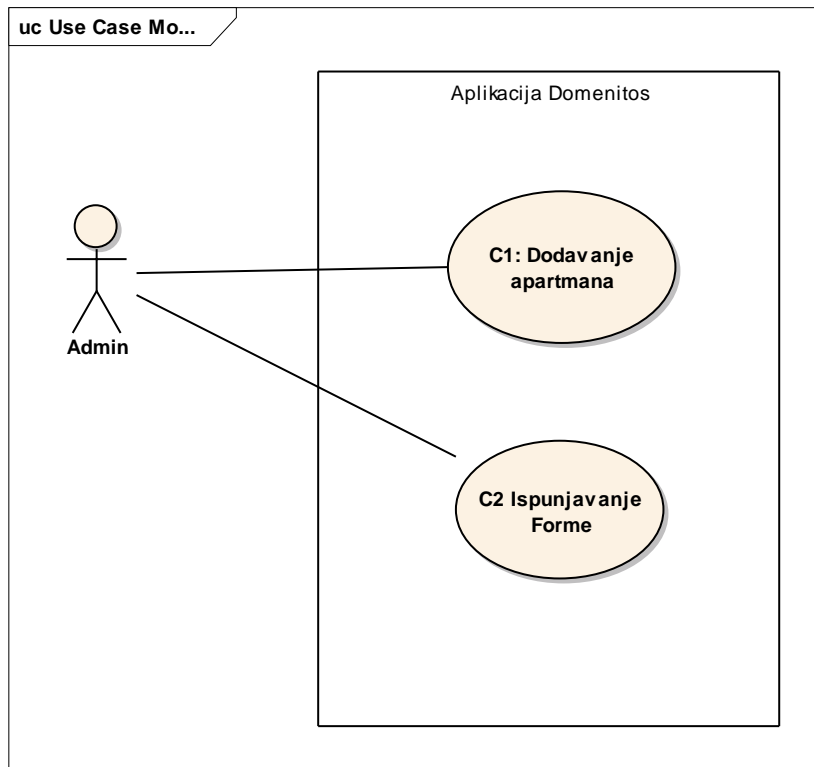 uc Use Case Mo...
Aplikacija Domenitos
C1: Dodavanje
apartmana
Admin
C2 Ispunjavanje
Forme